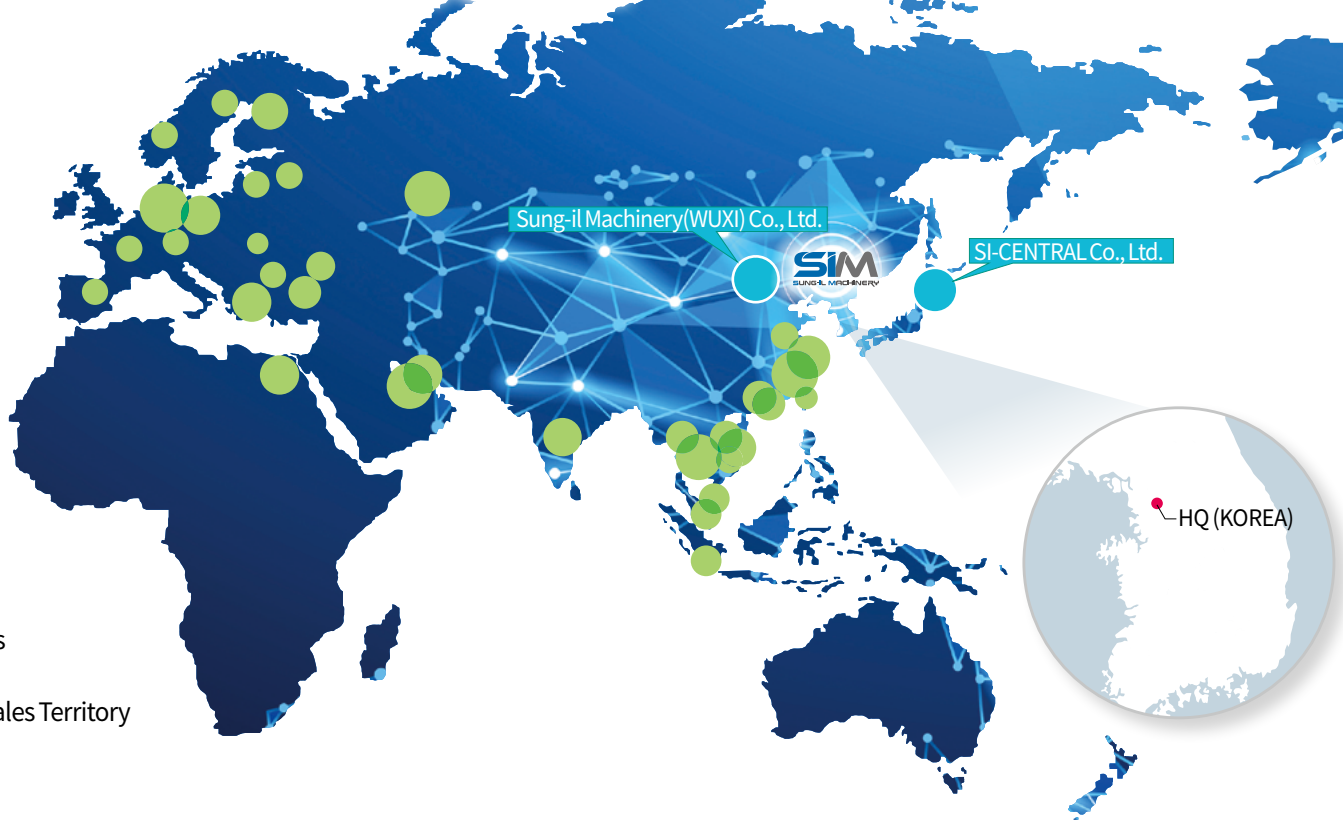 Sung-il Machinery(WUXI) Co., Ltd.
SIM
SUNG-IL MACHINERY
SI-CENTRAL Co., Ltd.
HQ (KOREA)
s
ales Territory